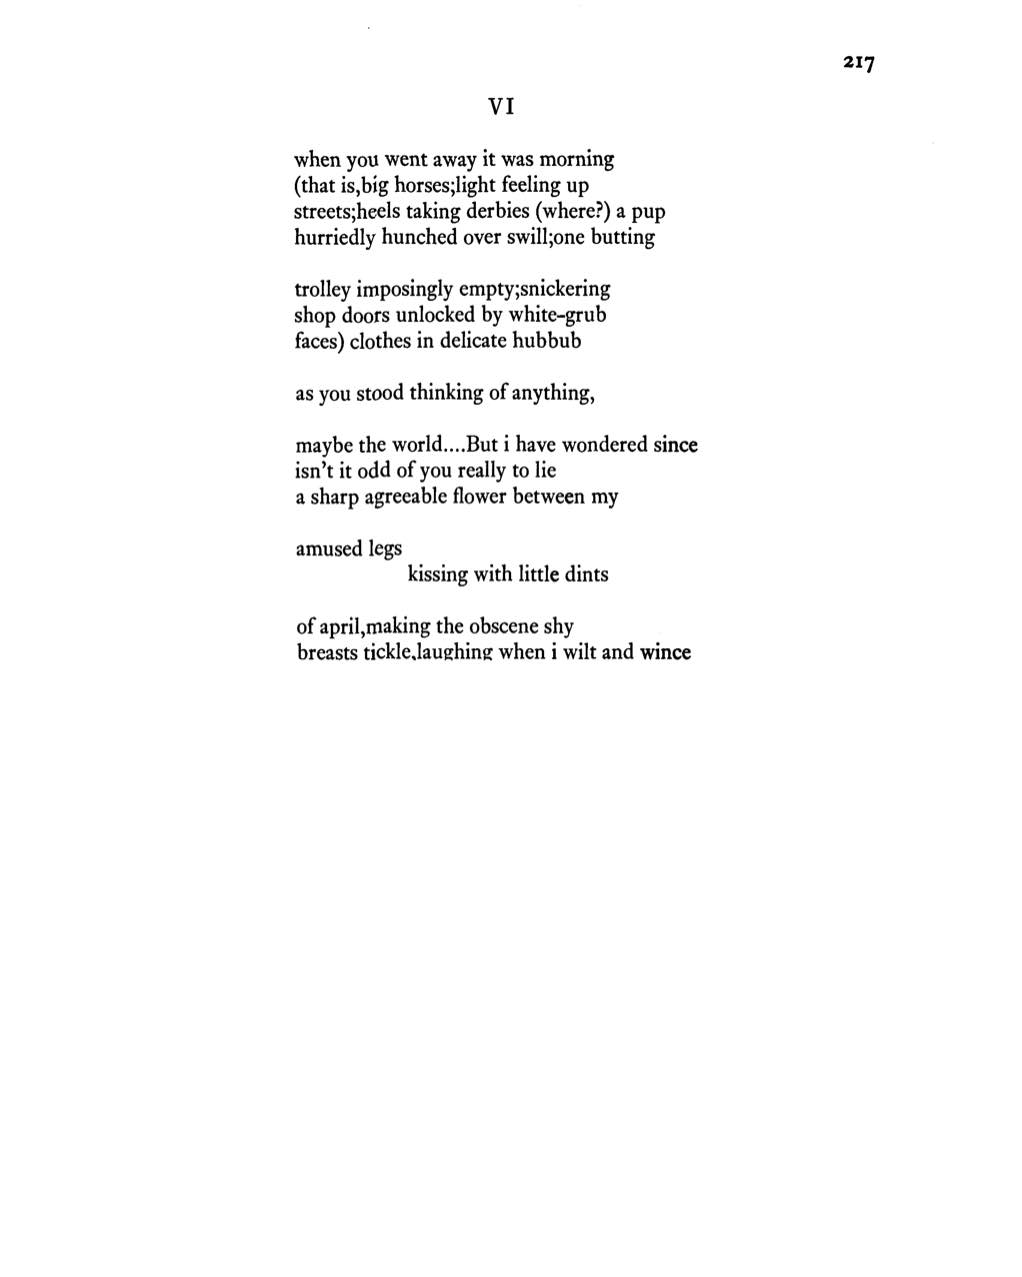 217
VI
when you went away it was morning
(that is,big horses;light feeling up
streets;heels taking derbies (where?) a pup
hurriedly hunched over swill;one butting
trolley imposingly empty;snickering
shop doors unlocked by white-grub
faces) clothes in delicate hubbub
as you stood thinking of anything,
maybe the world....But i have wondered since
isn't it odd of you really to lie
a sharp agreeable flower between my
amused legs
kissing with little dints
of april,making the obscene shy
breasts tickle,laughing when i wilt and wince